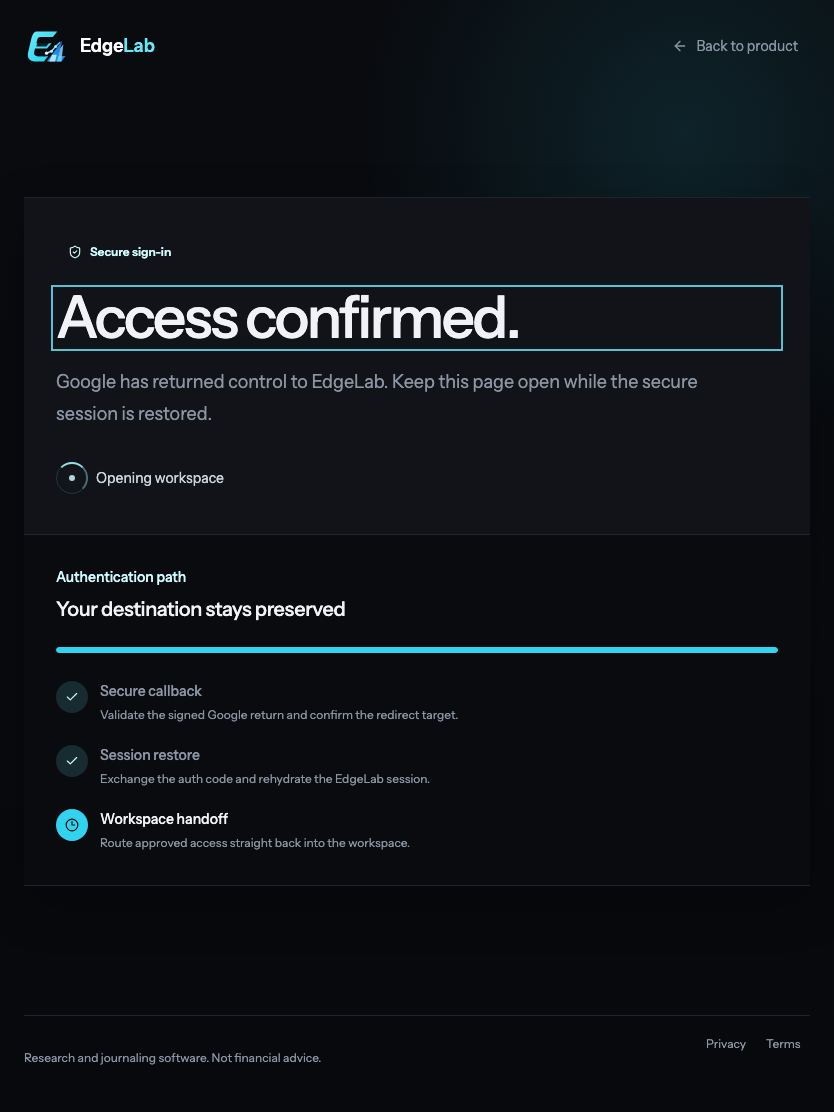 EdgeLab
Back to product
Secure sign-in
Access confirmed.
Google has returned control to EdgeLab. Keep this page open while the secure
session is restored.
Opening workspace
Authentication path
Your destination stays preserved
Secure callback
Validate the signed Google return and confirm the redirect target.
Session restore
Exchange the auth code and rehydrate the EdgeLab session.
Workspace handoff
Route approved access straight back into the workspace.
Privacy Terms
Research and journaling software. Not financial advice.